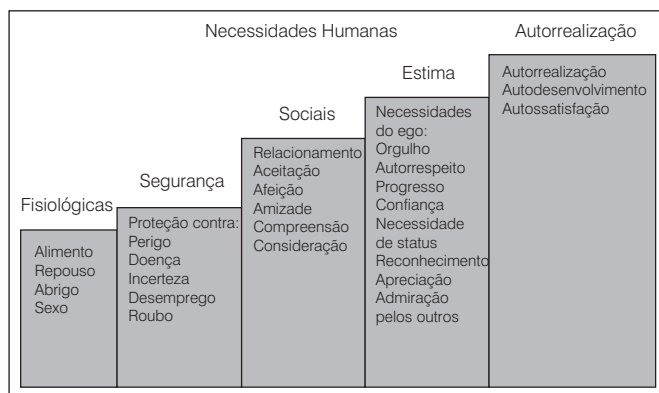 Necessidades Humanas
Autorrealização
Autorrealização
Autodesenvolvimento
Autossatisfação
Estima
Necessidades
do ego:
Orgulho
Autorrespeito
Progresso
Confiança
Necessidade
de status
Reconhecimento
Apreciação
Admiração
pelos outros
Sociais
Relacionamento
Aceitação
Afeição
Amizade
Compreensão
Consideração
Segurança
Proteção contra:
Perigo
Doença
Incerteza
Desemprego
Roubo
Fisiológicas
Alimento
Repouso
Abrigo
Sexo